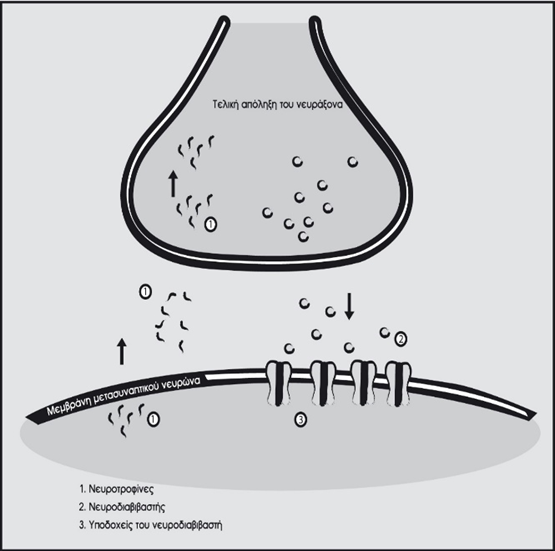 Τελική απόληξη του νευράξονα
1
1
2
Μεμβράνη μετασυναπτικού νευρώνα
1
3
1. Νευροτροφίνες
2. Νευροδιαβιβαστής
3. Υποδοχείς του νευροδιαβιβαστή